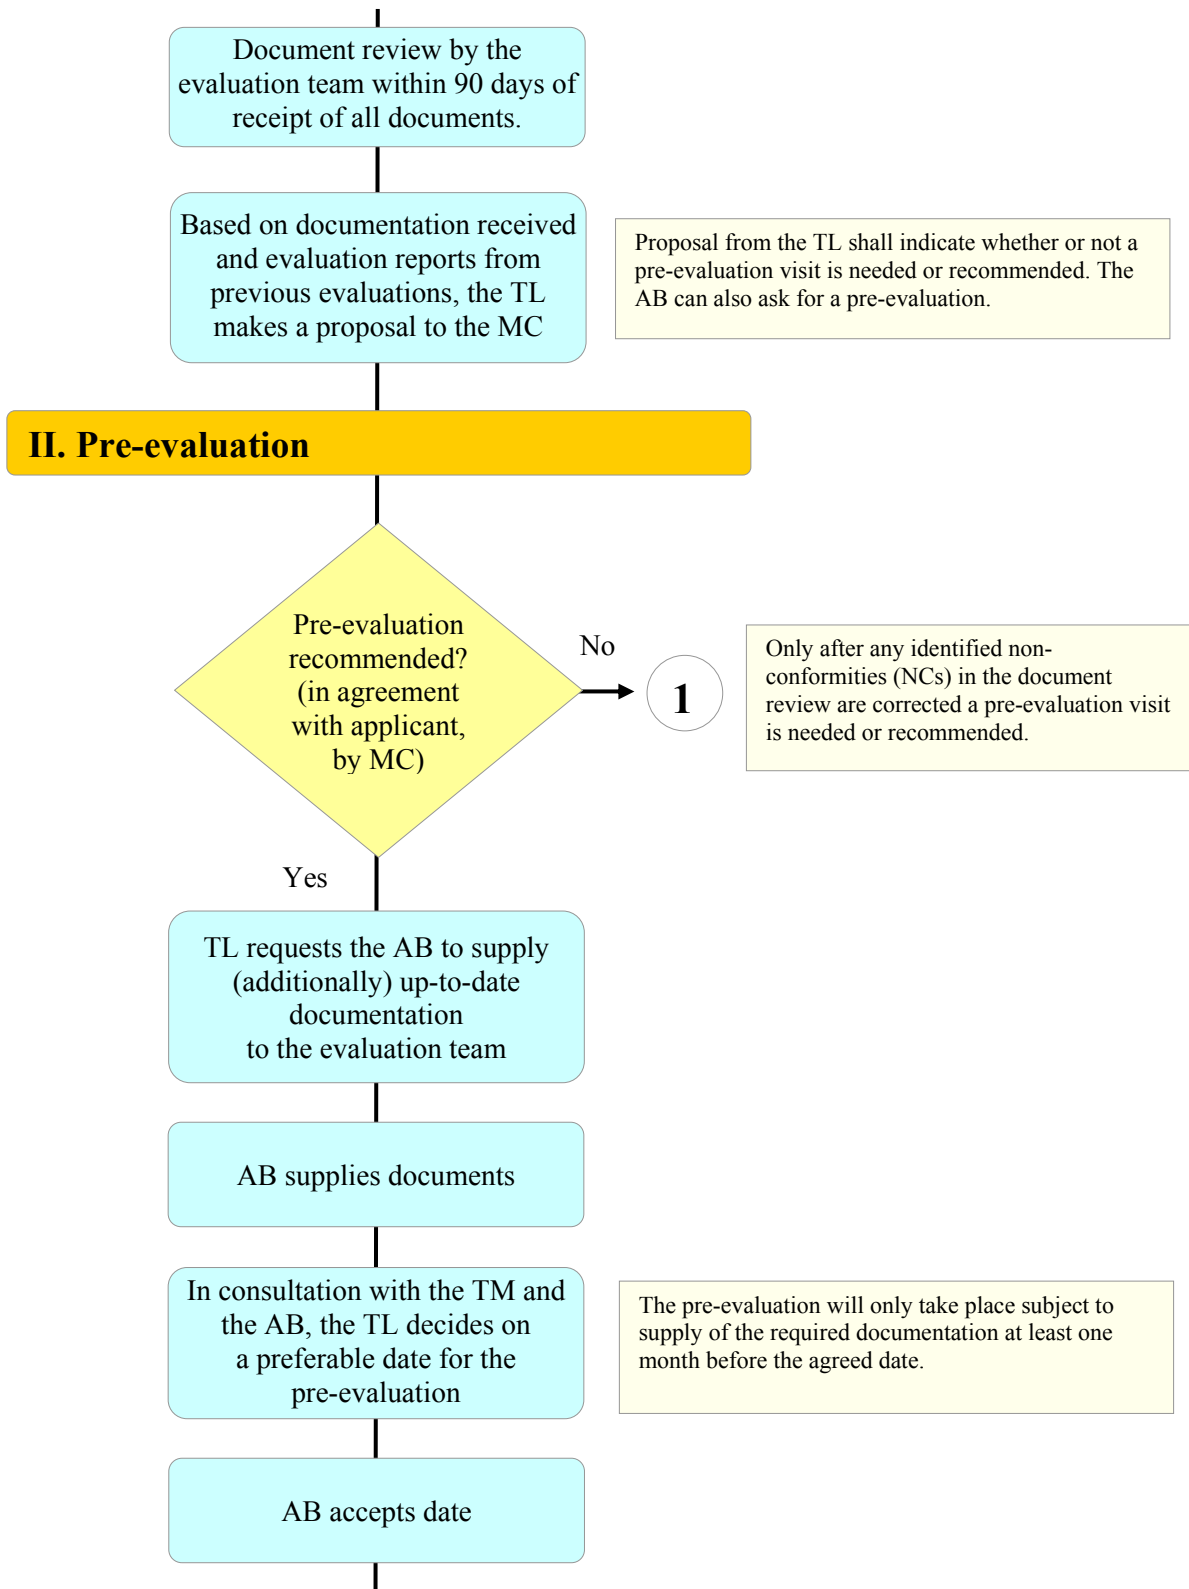 Document review by the
evaluation team within 90 days of
receipt of all documents.
Based on documentation received
and evaluation reports from
previous evaluations, the TL
makes a proposal to the MC
Proposal from the TL shall indicate whether or not a
pre-evaluation visit is needed or recommended. The
AB can also ask for a pre-evaluation.
II. Pre-evaluation
Pre-evaluation
recommended?
(in agreement
with applicant,
by MC)
No
1
Only after any identified non-
conformities (NCs) in the document
review are corrected a pre-evaluation visit
is needed or recommended.
Yes
TL requests the AB to supply
(additionally) up-to-date
documentation
to the evaluation team
AB supplies documents
In consultation with the TM and
the AB, the TL decides on
a preferable date for the
pre-evaluation
The pre-evaluation will only take place subject to
supply of the required documentation at least one
month before the agreed date.
AB accepts date